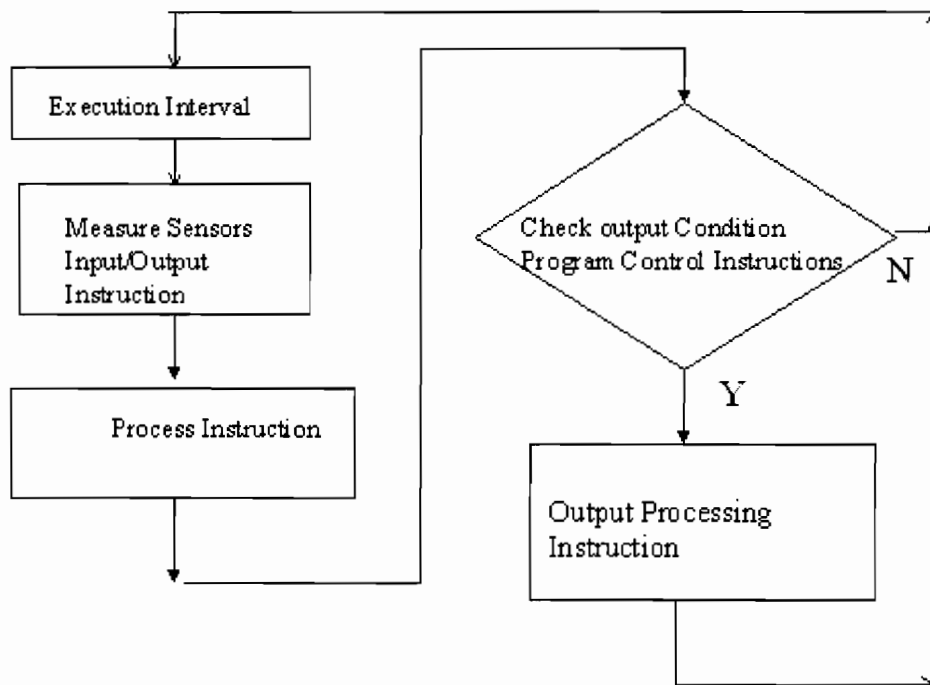 Execution Interval
Measure Sensors
Input/Output
Instruction
Process Instruction
Check output Condition
Program Control Instructions
N
Y
Output Processing
Instruction